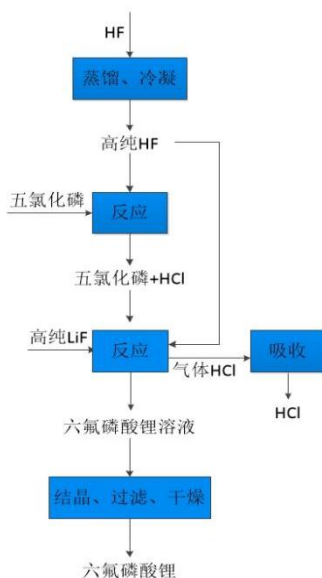 HF
蒸馏、冷凝
高纯HF
五氯化磷
反应
五氯化磷+HCl
高纯LiF
反应
吸收
气体HCl
HCl
六氟磷酸锂溶液
结晶、过滤、干燥
六氟磷酸锂